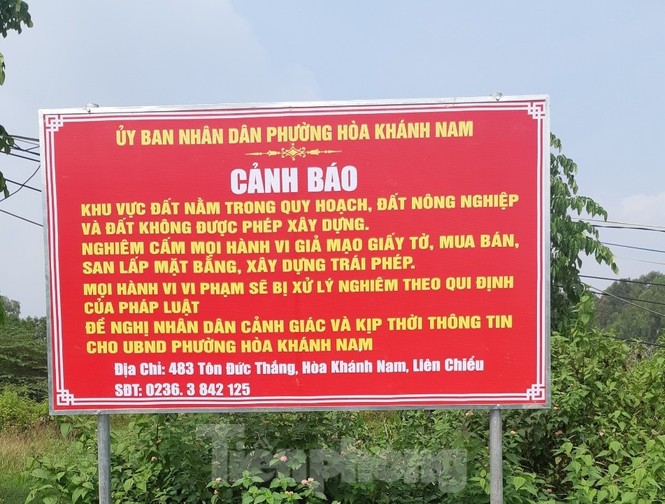 ỦY BAN NHÂN DÂN PHƯỜNG HÒA KHÁNH NAM
CẢNH BÁO
KHU VỰC ĐẤT NẰM TRONG QUY HOẠCH, ĐẤT NÔNG NGHIỆP
VÀ ĐẤT KHÔNG ĐƯỢC PHÉP XÂY DỰNG.
NGHIÊM CẤM MỌI HÀNH VI GIẢ MẠO GIẤY TỜ, MUA BÁN,
SAN LẤP MẶT BẰNG, XÂY DỰNG TRÁI PHÉP.
MỌI HÀNH VI VI PHẠM SẼ BỊ XỬ LÝ NGHIÊM THEO QUI ĐỊNH
CỦA PHÁP LUẬT
ĐỀ NGHỊ NHÂN DÂN CẢNH GIÁC VÀ KỊP THỜI THÔNG TIN
CHO UBND PHƯỜNG HÒA KHÁNH NAM
Địa Chỉ: 483 Tôn Đức Thắng, Hòa Khánh Nam, Liên Chiểu
SĐT: 0236. 3 842 125
Tiền phong